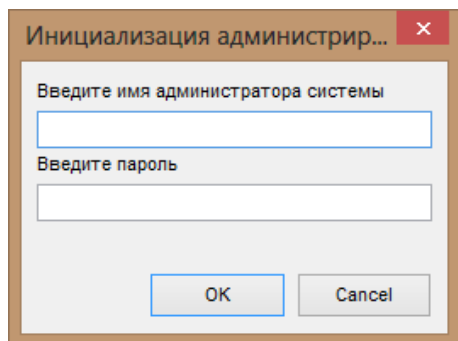 Инициализация администрир...
Введите имя администратора системы
Введите пароль
OK Cancel